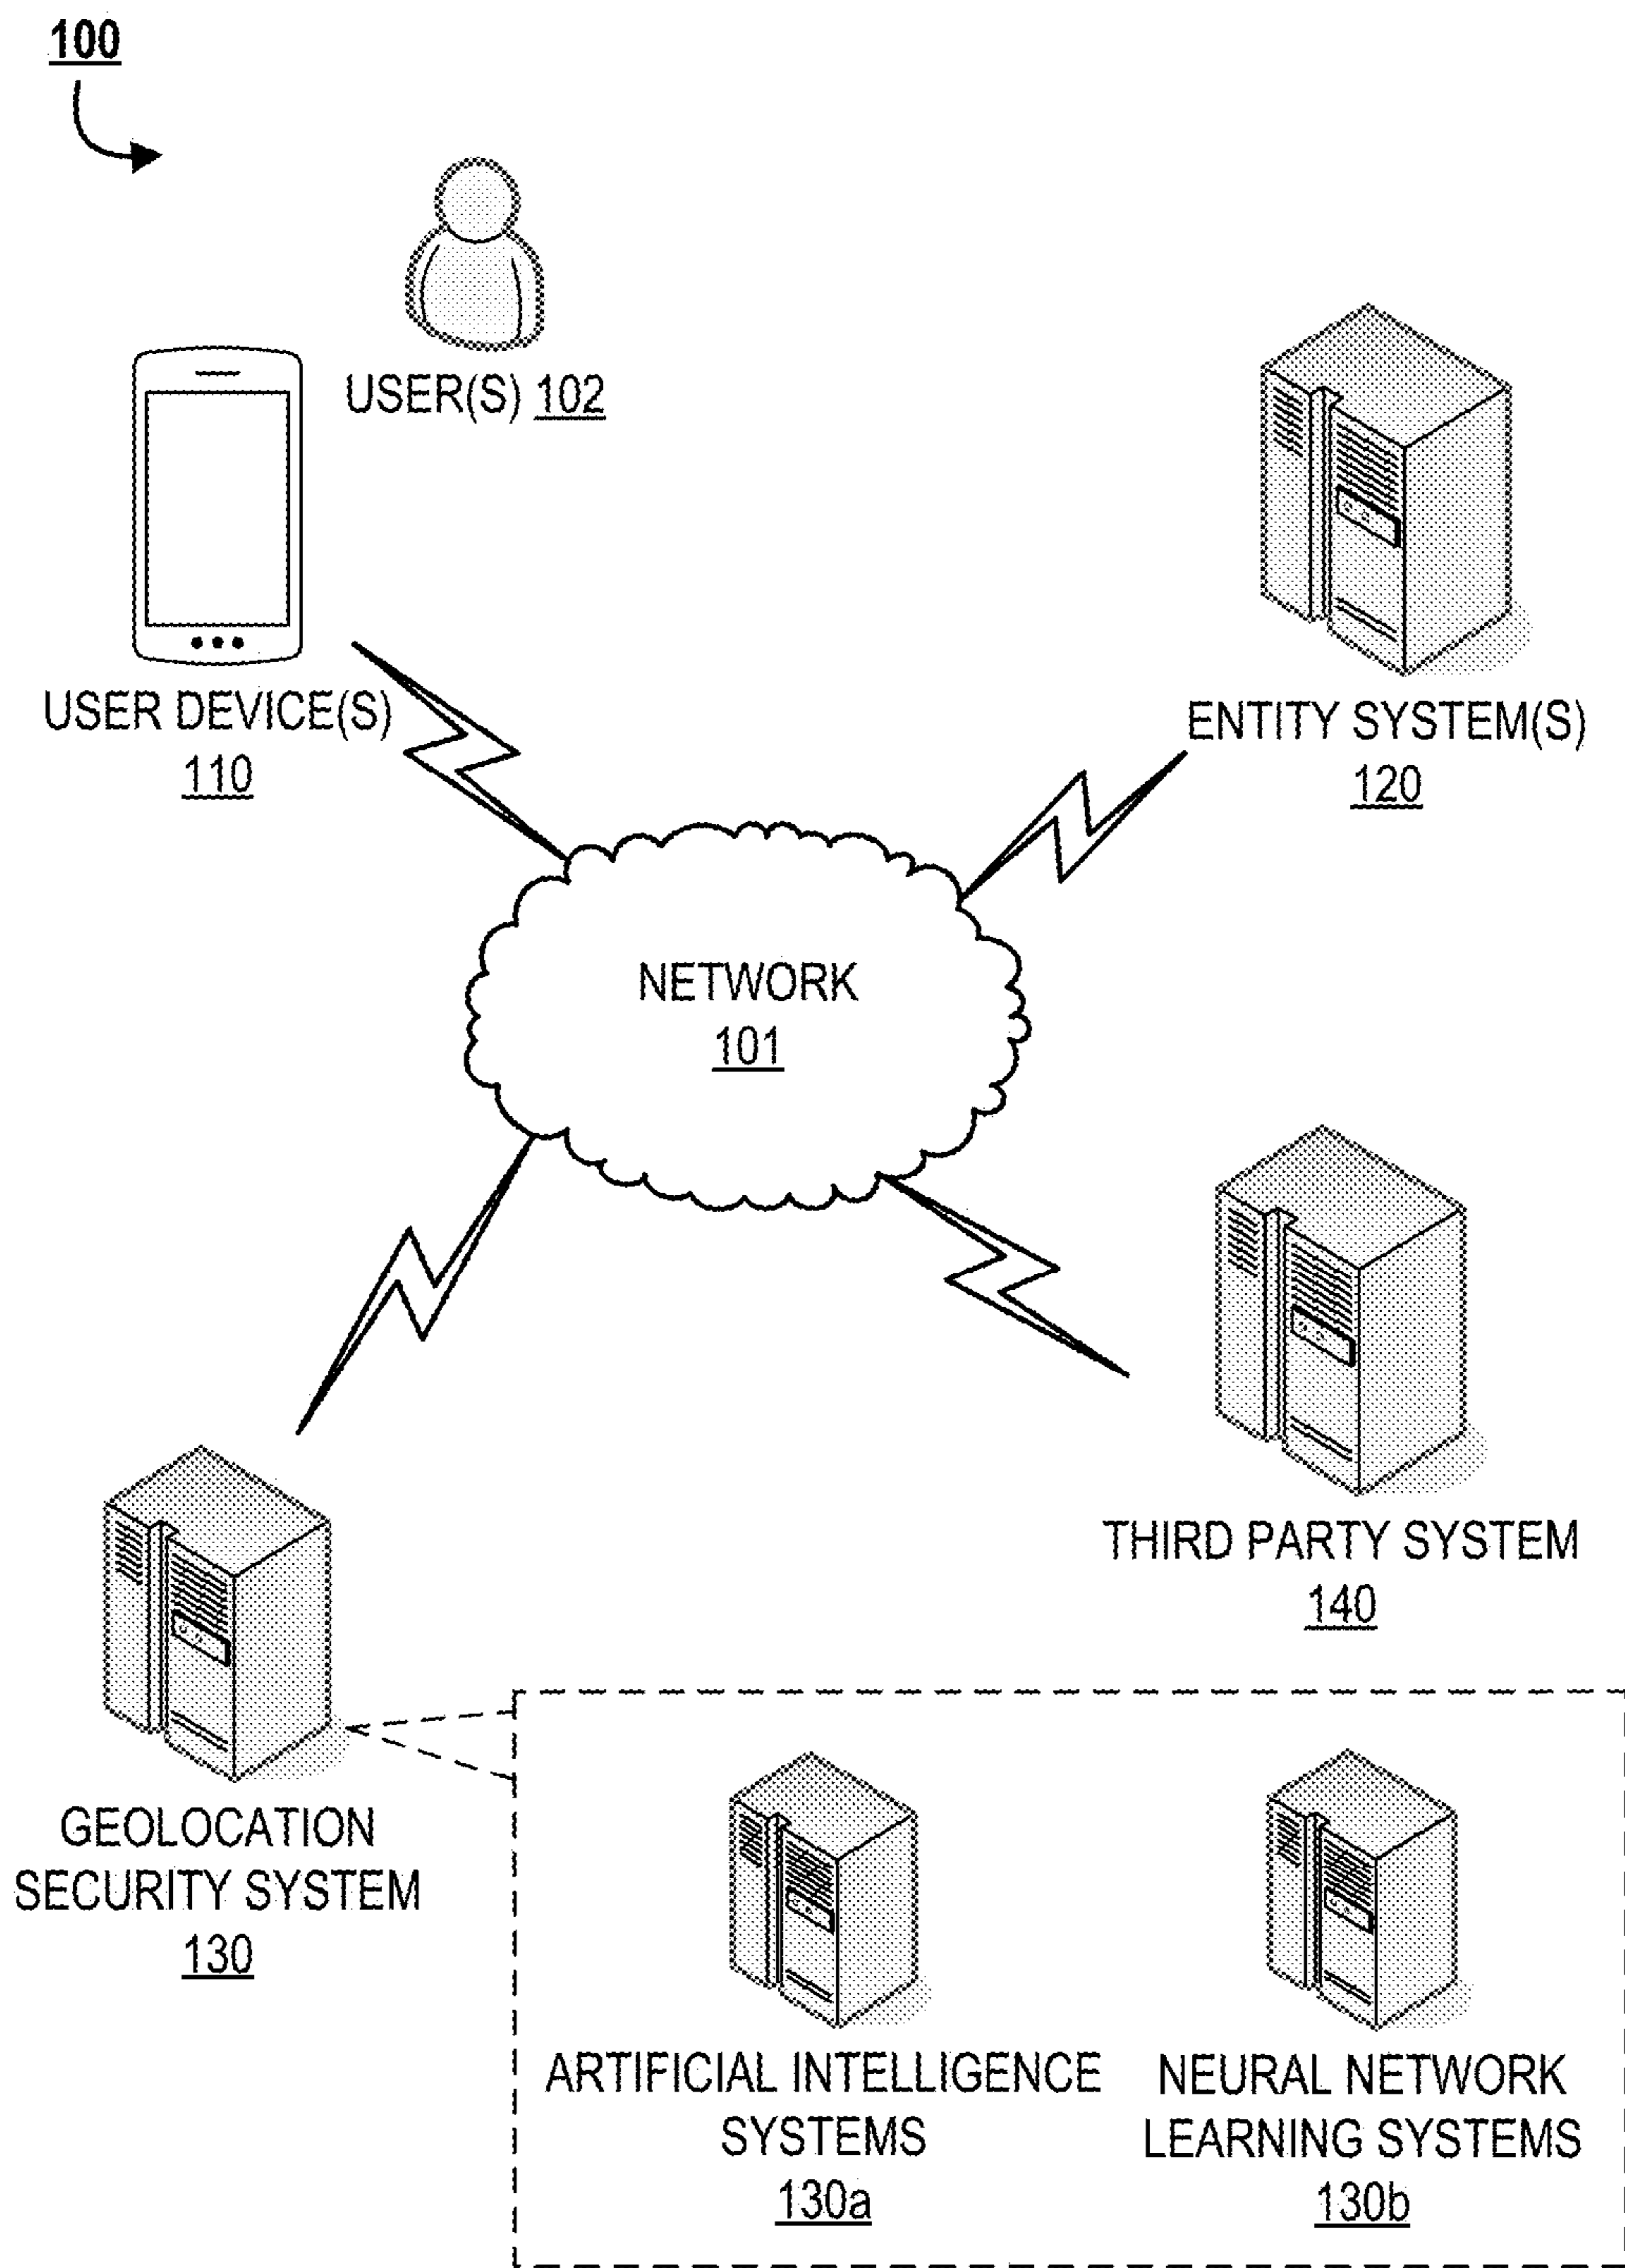 100
USER(S) 102
USER DEVICE(S)
110
ENTITY SYSTEM(S)
120
NETWORK
101
THIRD PARTY SYSTEM
140
GEOLOCATION
SECURITY SYSTEM
130
ARTIFICIAL INTELLIGENCE
SYSTEMS
130a
NEURAL NETWORK
LEARNING SYSTEMS
130b